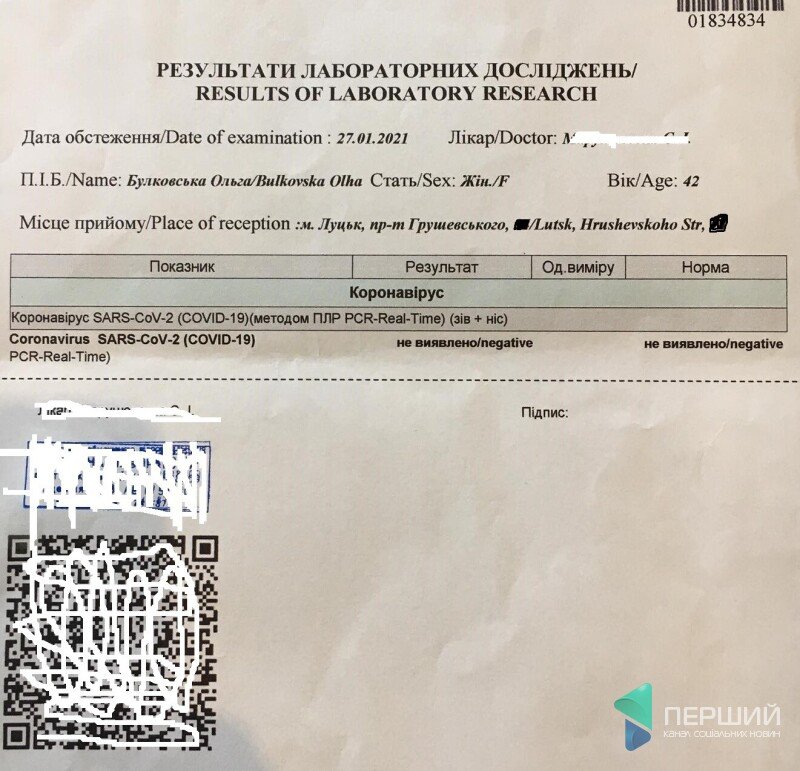 01834834
РЕЗУЛЬТАТИ ЛАБОРАТОРНИХ ДОСЛІДЖЕНЬ/
RESULTS OF LABORATORY RESEARCH
Дата обстеження/Date of examination : 27.01.2021 Лікар/Doctor:
П.І.Б./Name: Булковська Ольга/Bulkovska Olha Стать/Sex: Жін./F Вік/Age: 42
Місце прийому/Place of reception :м. Луцьк, пр-т Грушевського, /Lutsk, Hrushevskoho Str,
Показник Результат Од.виміру Норма
Коронавірус
Коронавірус SARS-CoV-2 (COVID-19)(методом ПЛР PCR-Real-Time) (зів + ніс)
Coronavirus SARS-CoV-2 (COVID-19) не виявлено/negative не виявлено/negative
PCR-Real-Time)
Підпис:
ПЕРШИЙ
КАНАЛ СОЦІАЛЬНИХ НОВИН